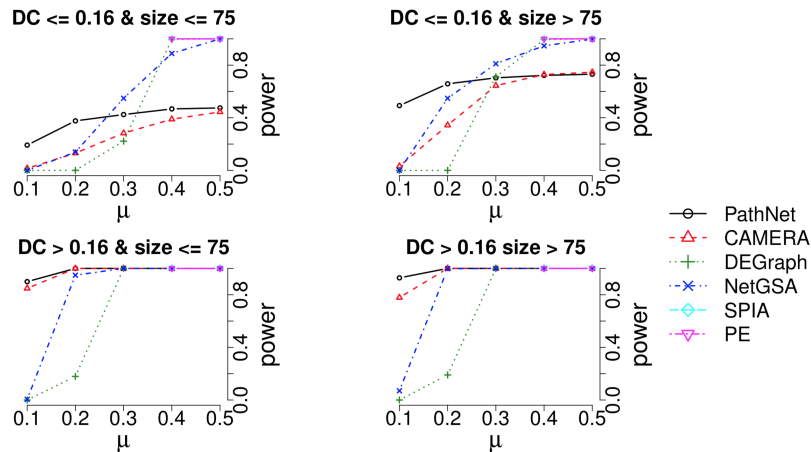 DC <= 0.16 & size <= 75
0.0 0.4 0.8
power
0.1 0.2 0.3 0.4 0.5
μ
DC <= 0.16 & size > 75
0.0 0.4 0.8
power
0.1 0.2 0.3 0.4 0.5
μ
DC > 0.16 & size <= 75
0.0 0.4 0.8
power
0.1 0.2 0.3 0.4 0.5
μ
DC > 0.16 size > 75
0.0 0.4 0.8
power
0.1 0.2 0.3 0.4 0.5
μ
PathNet
CAMERA
DEGraph
NetGSA
SPIA
PE